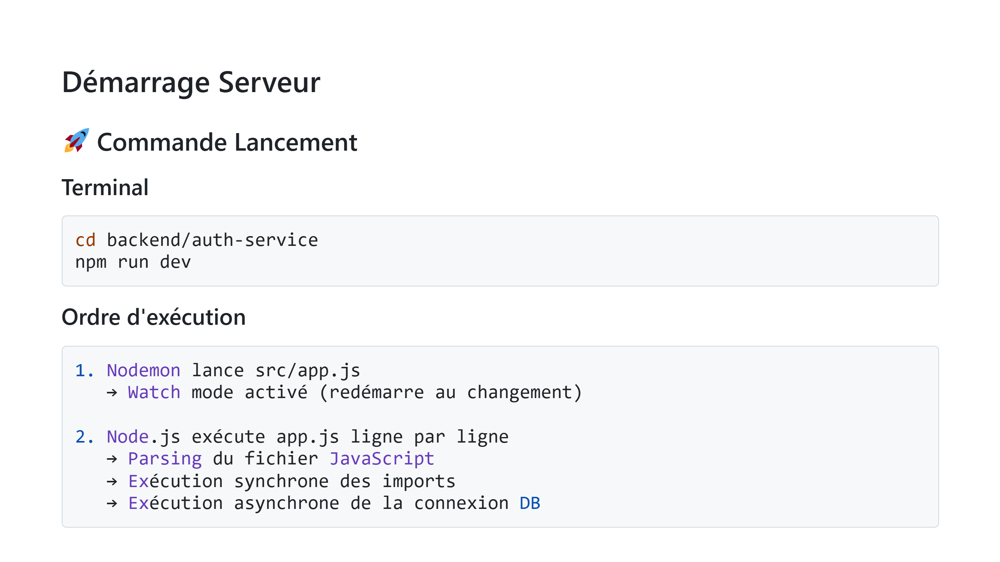 Démarrage Serveur
🚀 Commande Lancement
Terminal
cd backend/auth-service
npm run dev
Ordre d'exécution
1. Nodemon lance src/app.js
→ Watch mode activé (redémarre au changement)
2. Node.js exécute app.js ligne par ligne
→ Parsing du fichier JavaScript
→ Exécution synchrone des imports
→ Exécution asynchrone de la connexion DB